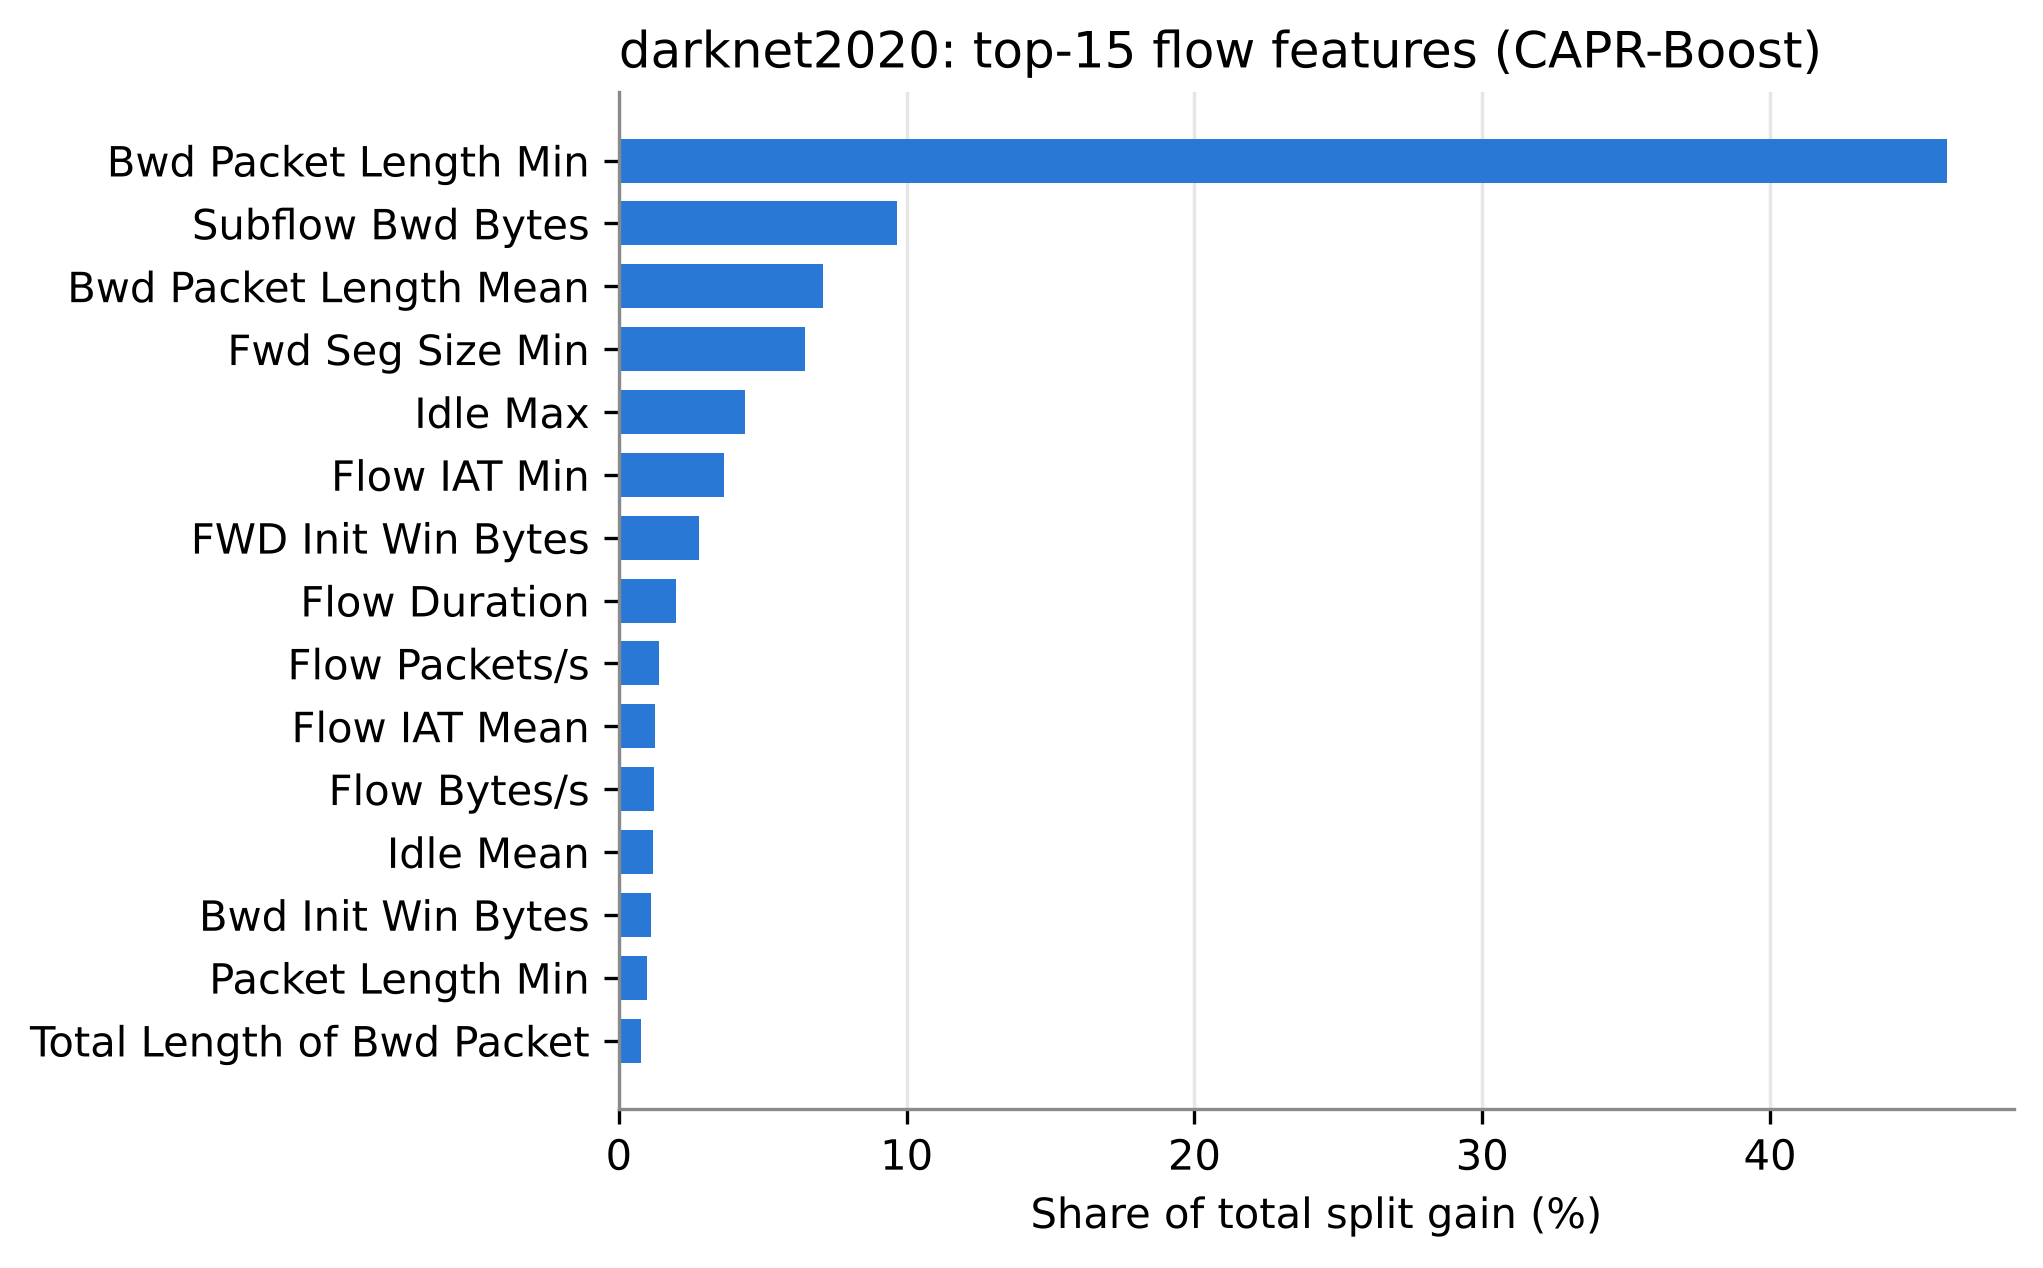 darknet2020: top-15 flow features (CAPR-Boost)
Bwd Packet Length Min
Subflow Bwd Bytes
Bwd Packet Length Mean
Fwd Seg Size Min
Idle Max
Flow IAT Min
FWD Init Win Bytes
Flow Duration
Flow Packets/s
Flow IAT Mean
Flow Bytes/s
Idle Mean
Bwd Init Win Bytes
Packet Length Min
Total Length of Bwd Packet
0 10 20 30 40
Share of total split gain (%)